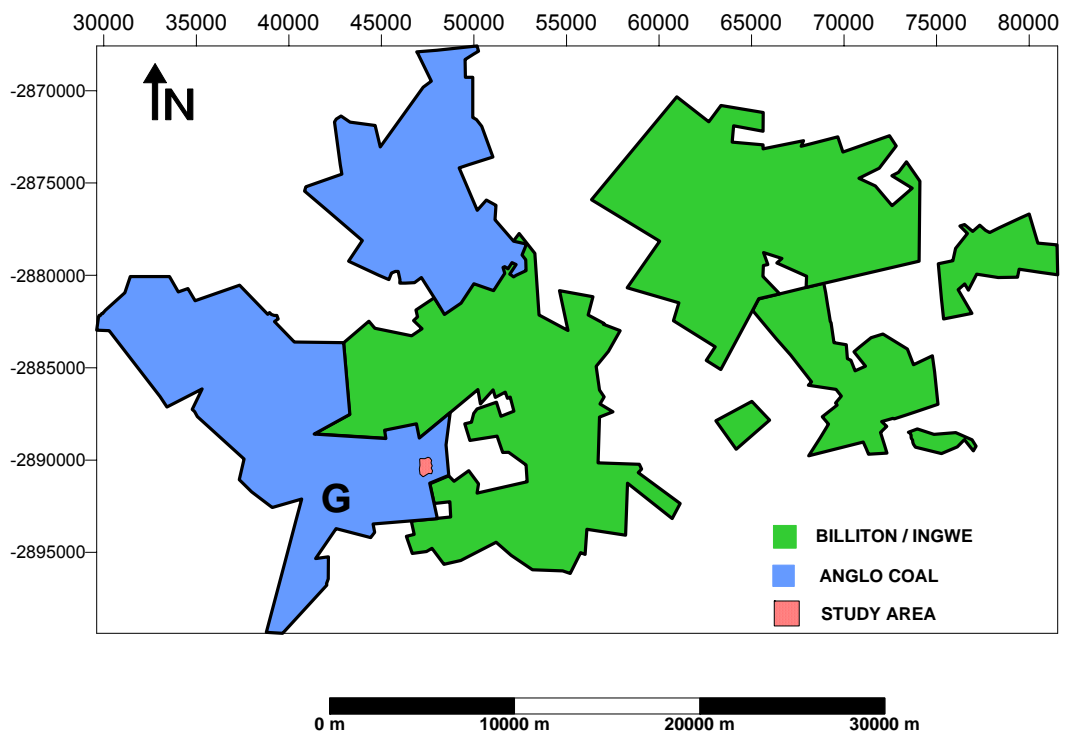 30000 35000 40000 45000 50000 55000 60000 65000 70000 75000 80000
-2870000
N
-2875000
-2880000
-2885000
-2890000
G
-2895000
BILLITON / INGWE
ANGLO COAL
STUDY AREA
0 m 10000 m 20000 m 30000 m